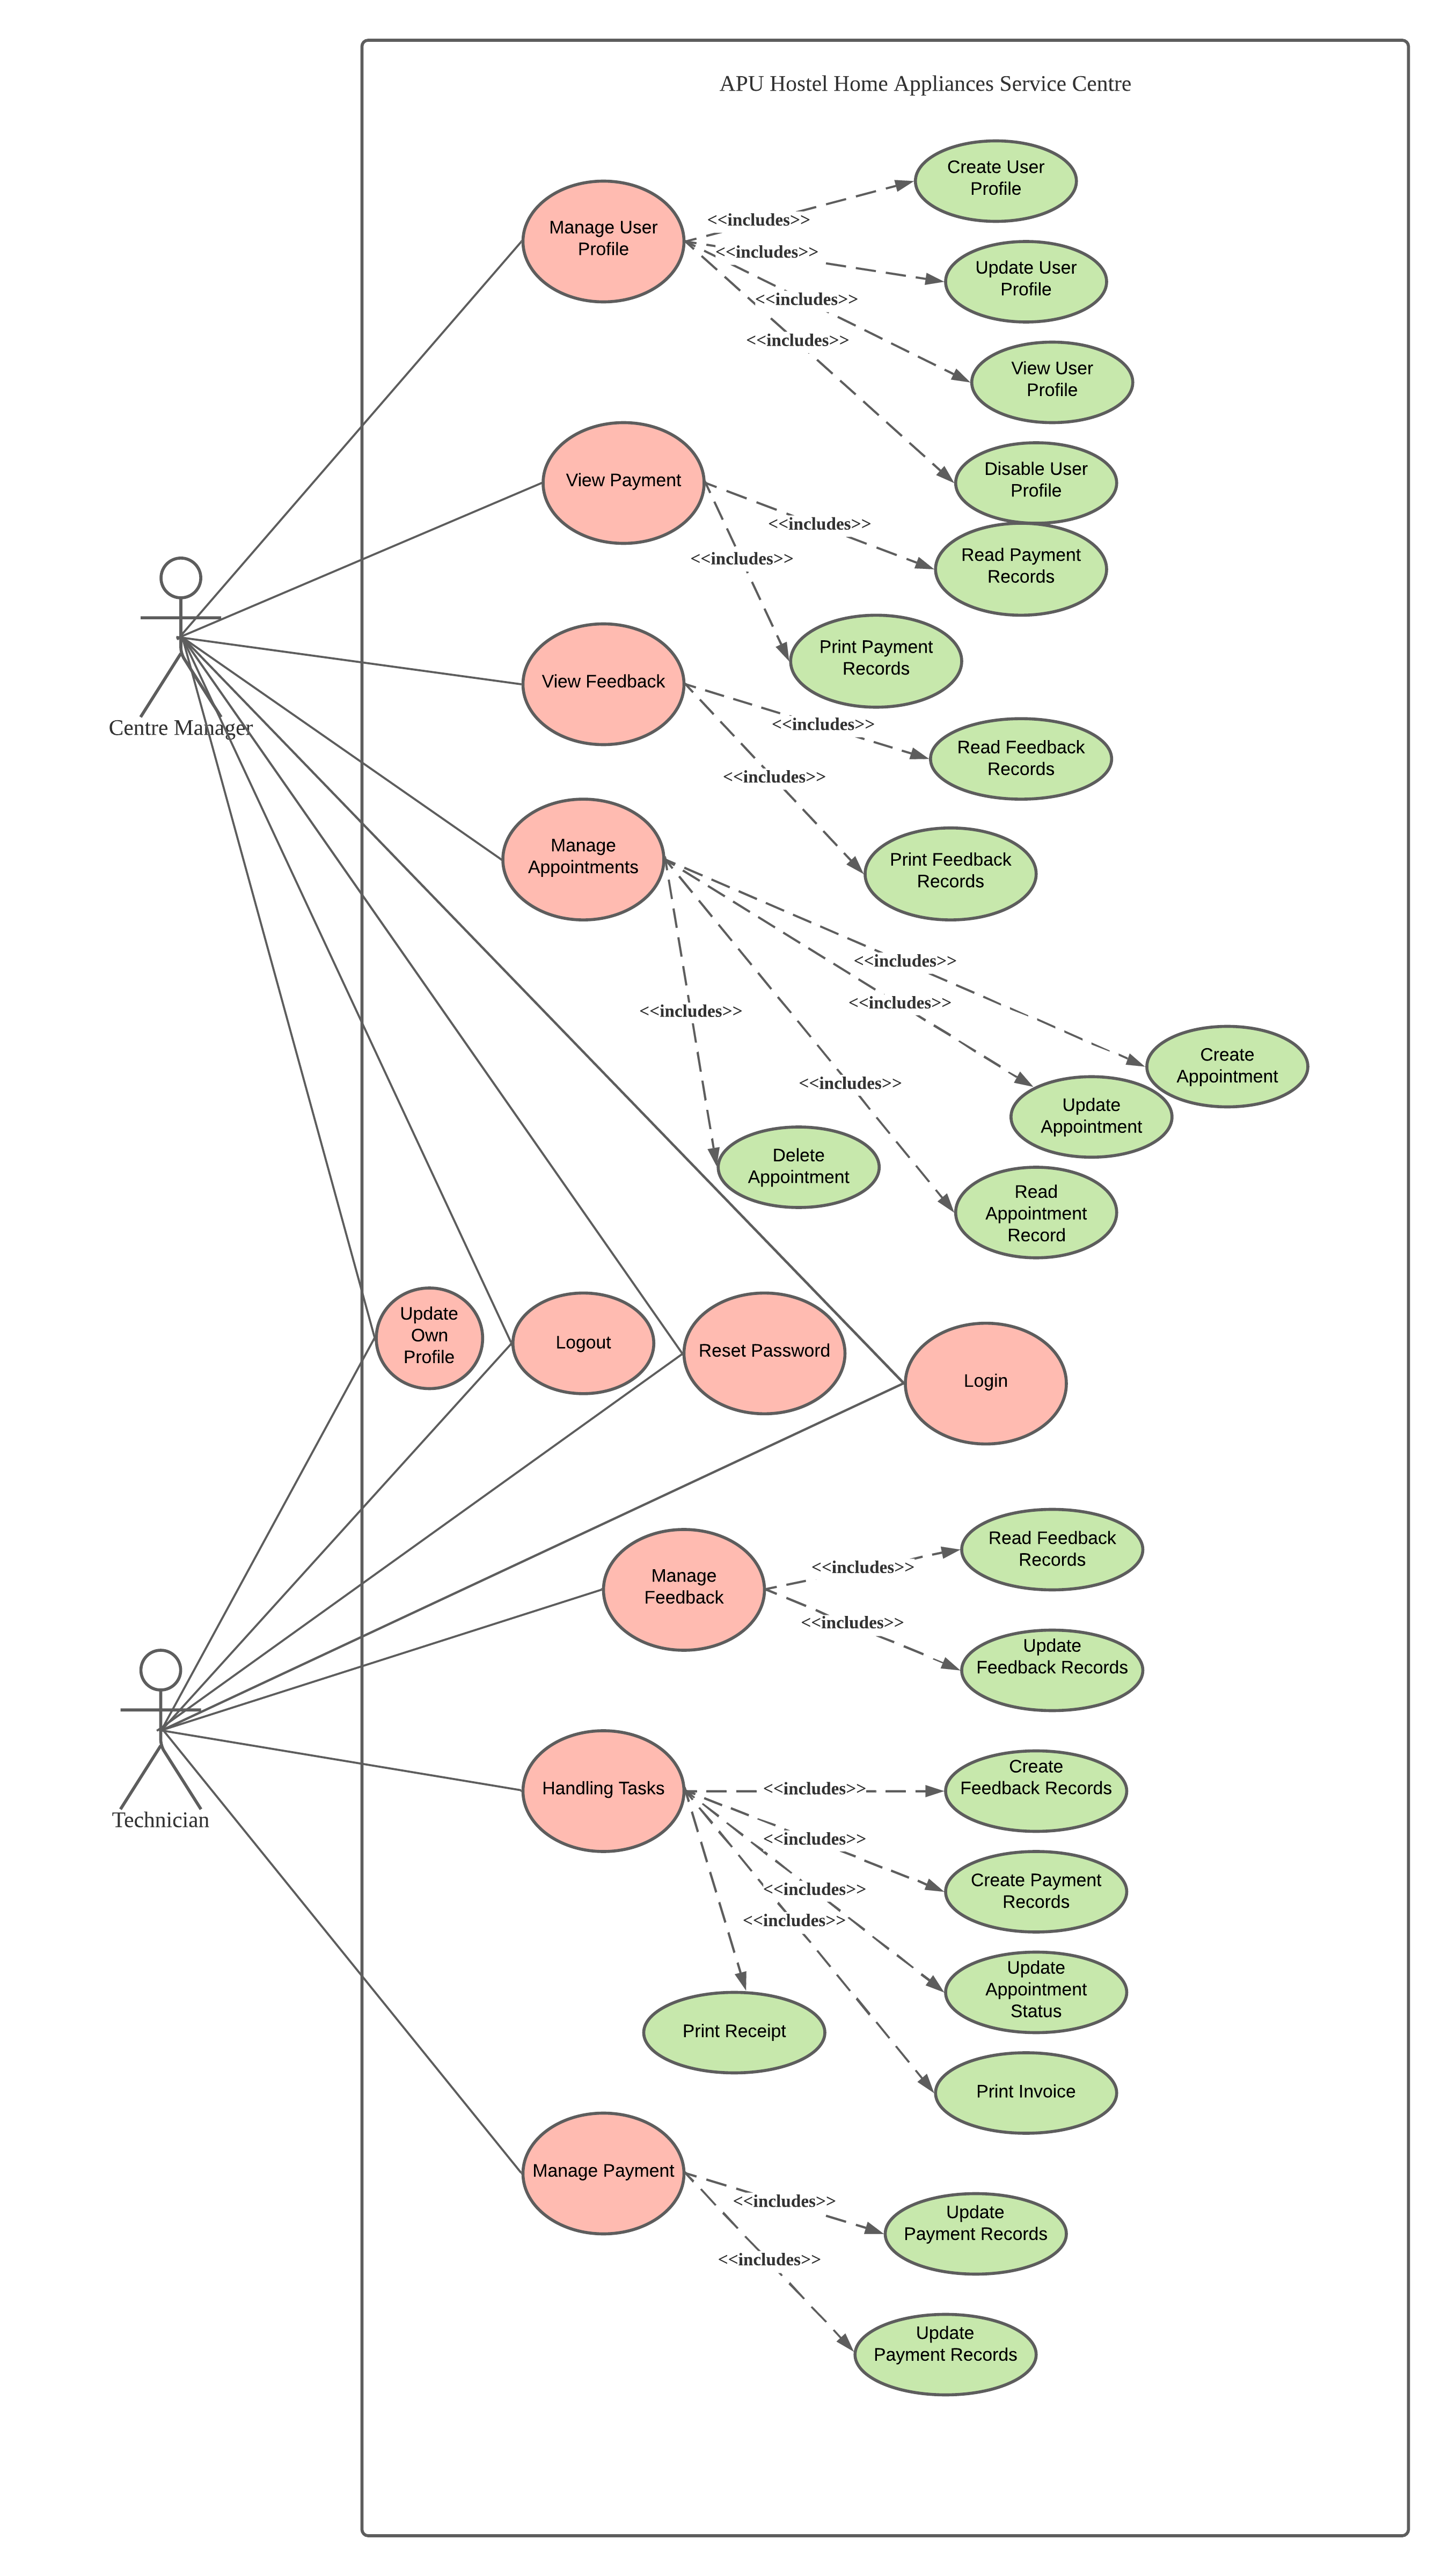 APU Hostel Home Appliances Service Centre
Create User
Profile
Manage User
Profile
<<includes>>
<<includes>>
Update User
Profile
<<includes>>
<<includes>>
View User
Profile
Disable User
Profile
View Payment
<<includes>>
<<includes>>
Read Payment
Records
Print Payment
Records
Centre Manager
View Feedback
<<includes>>
<<includes>>
Read Feedback
Records
Print Feedback
Records
Manage
Appointments
<<includes>>
<<includes>>
<<includes>>
<<includes>>
Create
Appointment
Update
Appointment
Delete
Appointment
Read
Appointment
Record
Update
Own
Profile
Logout
Reset Password
Login
Manage
Feedback
<<includes>>
<<includes>>
Read Feedback
Records
Update
Feedback Records
Technician
Handling Tasks
<<includes>>
<<includes>>
<<includes>>
<<includes>>
Create
Feedback Records
Create Payment
Records
Update
Appointment
Status
Print Receipt
Print Invoice
Manage Payment
<<includes>>
<<includes>>
Update
Payment Records
Update
Payment Records